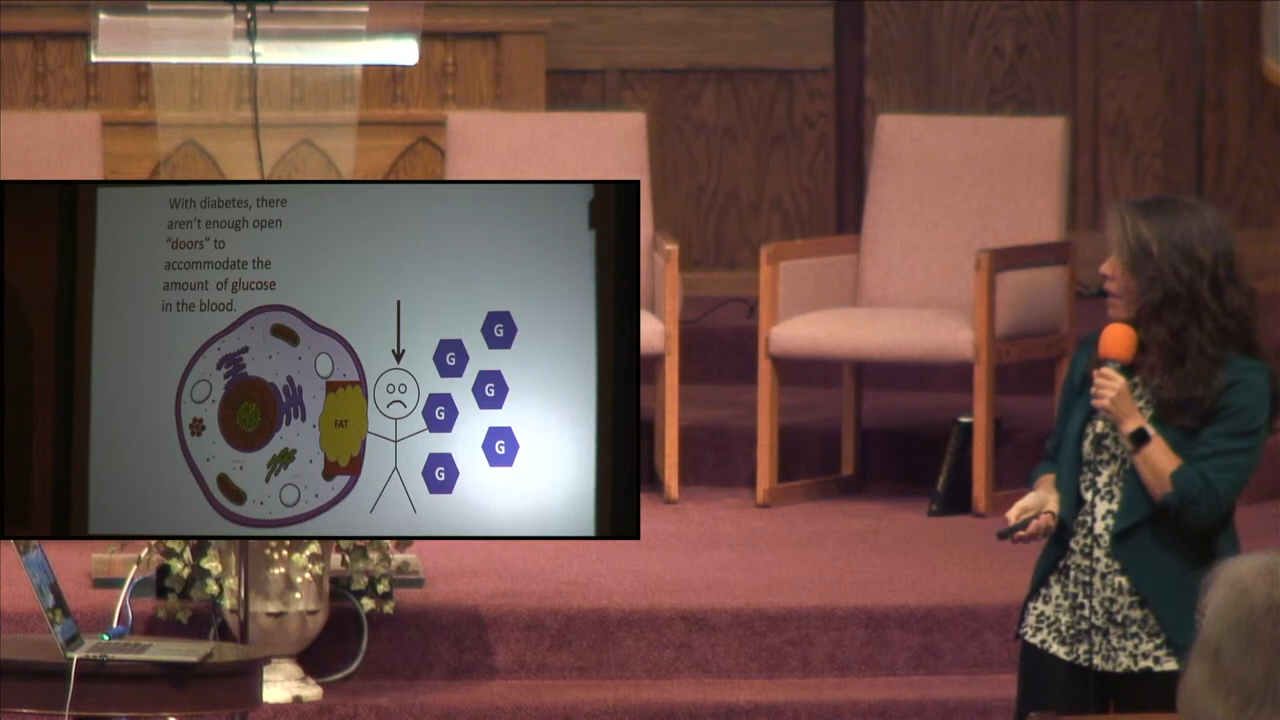 With diabetes, there
aren't enough open
“doors” to
accommodate the
amount of glucose
in the blood.
G
G
G
FAT
G
G
G